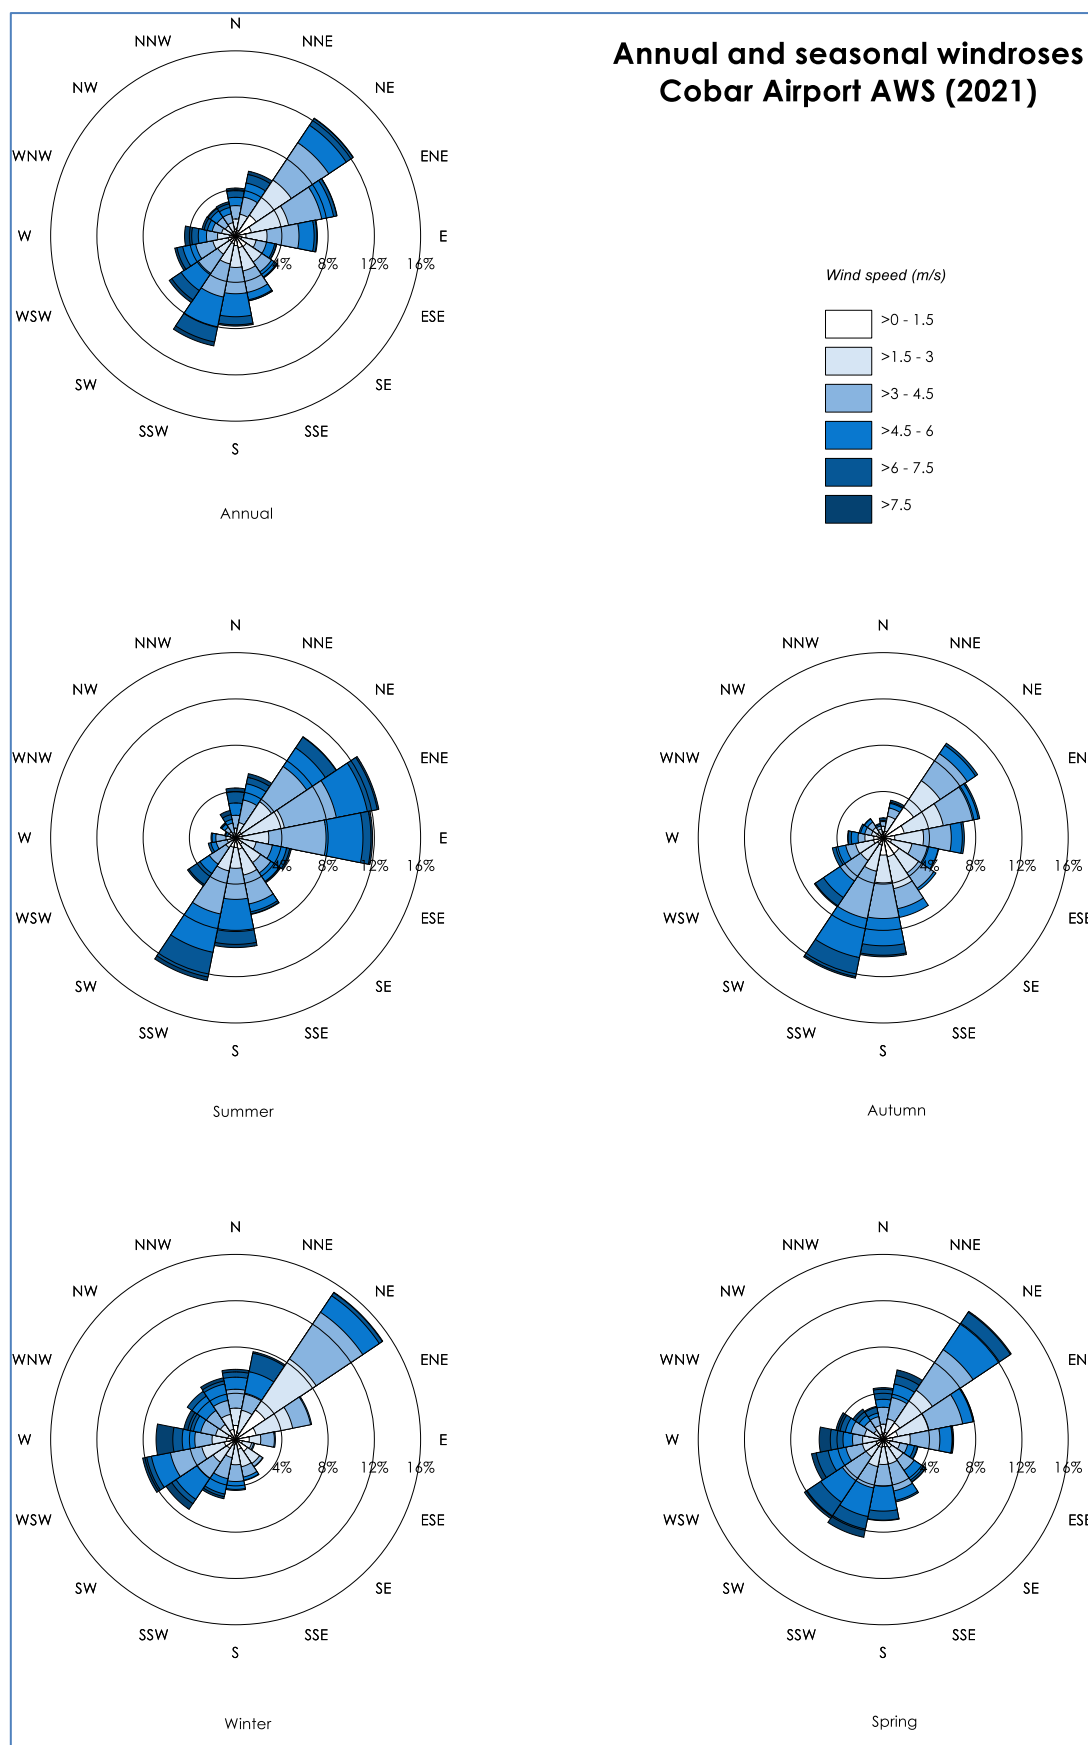 Annual and seasonal windroses
Cobar Airport AWS (2021)
N
NNW NNE
NW NE
WNW ENE
W E
4% 8% 12% 16%
WSW ESE
SW SE
SSW SSE
S
Annual
Wind speed (m/s)
>0 - 1.5
>1.5 - 3
>3 - 4.5
>4.5 - 6
>6 - 7.5
>7.5
N
NNW NNE
NW NE
WNW ENE
W E
4% 8% 12% 16%
WSW ESE
SW SE
SSW SSE
S
Summer
N
NNW NNE
NW NE
WNW EN
W E
4% 8% 12% 16%
WSW ESE
SW SE
SSW SSE
S
Autumn
N
NNW NNE
NW NE
WNW ENE
W E
4% 8% 12% 16%
WSW ESE
SW SE
SSW SSE
S
Winter
N
NNW NNE
NW NE
WNW EN
W E
4% 8% 12% 16%
WSW ESE
SW SE
SSW SSE
S
Spring